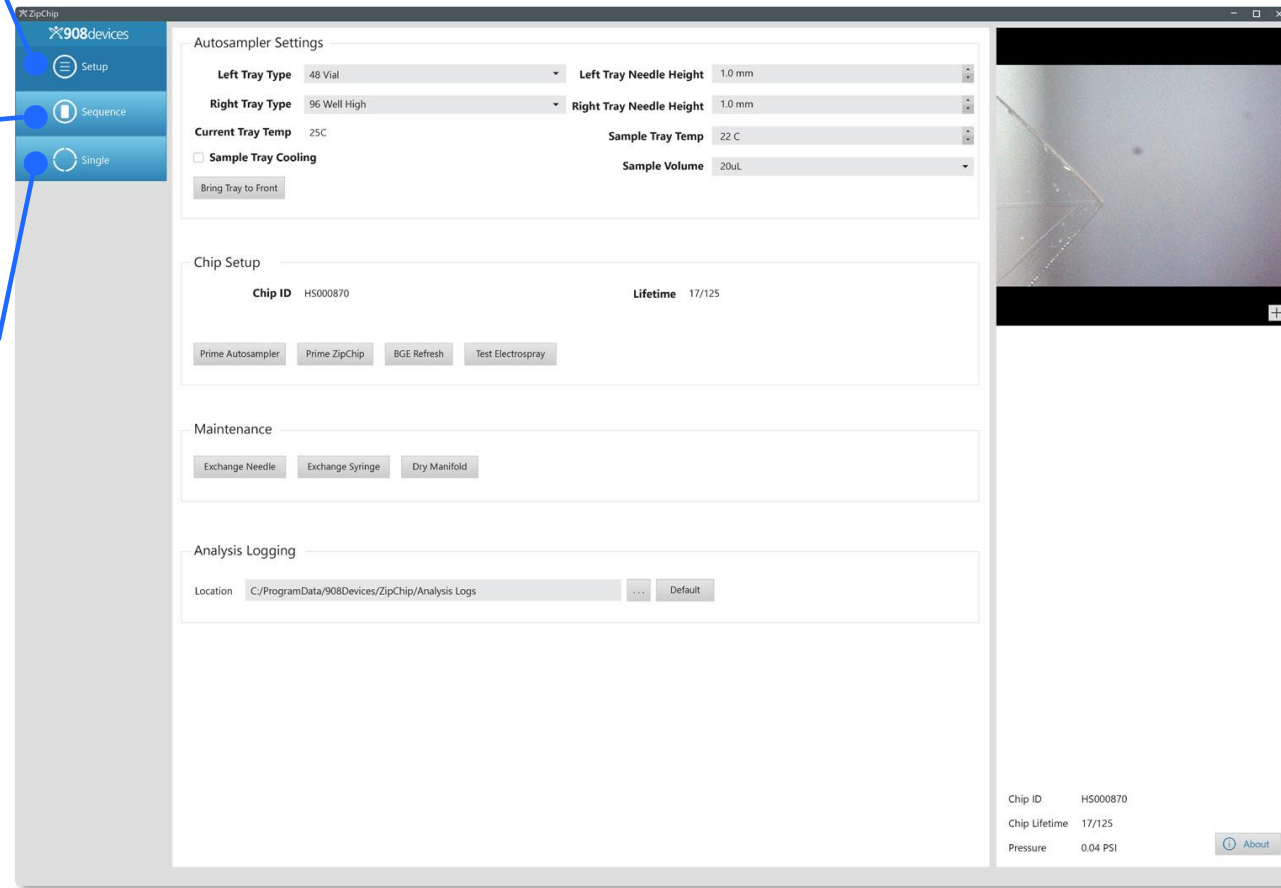 ZipChip
908devices
Setup
Sequence
Single
Autosampler Settings
Left Tray Type 48 Vial Left Tray Needle Height 1.0 mm
Right Tray Type 96 Well High Right Tray Needle Height 1.0 mm
Current Tray Temp 25C Sample Tray Temp 22 C
Sample Tray Cooling Sample Volume 20uL
Bring Tray to Front
Chip Setup
Chip ID HS000870 Lifetime 17/125
Prime Autosampler Prime ZipChip BGE Refresh Test Electrospray
Maintenance
Exchange Needle Exchange Syringe Dry Manifold
Analysis Logging
Location C:/ProgramData/908Devices/ZipChip/Analysis Logs ... Default
Chip ID HS000870
Chip Lifetime 17/125
Pressure 0.04 PSI
About